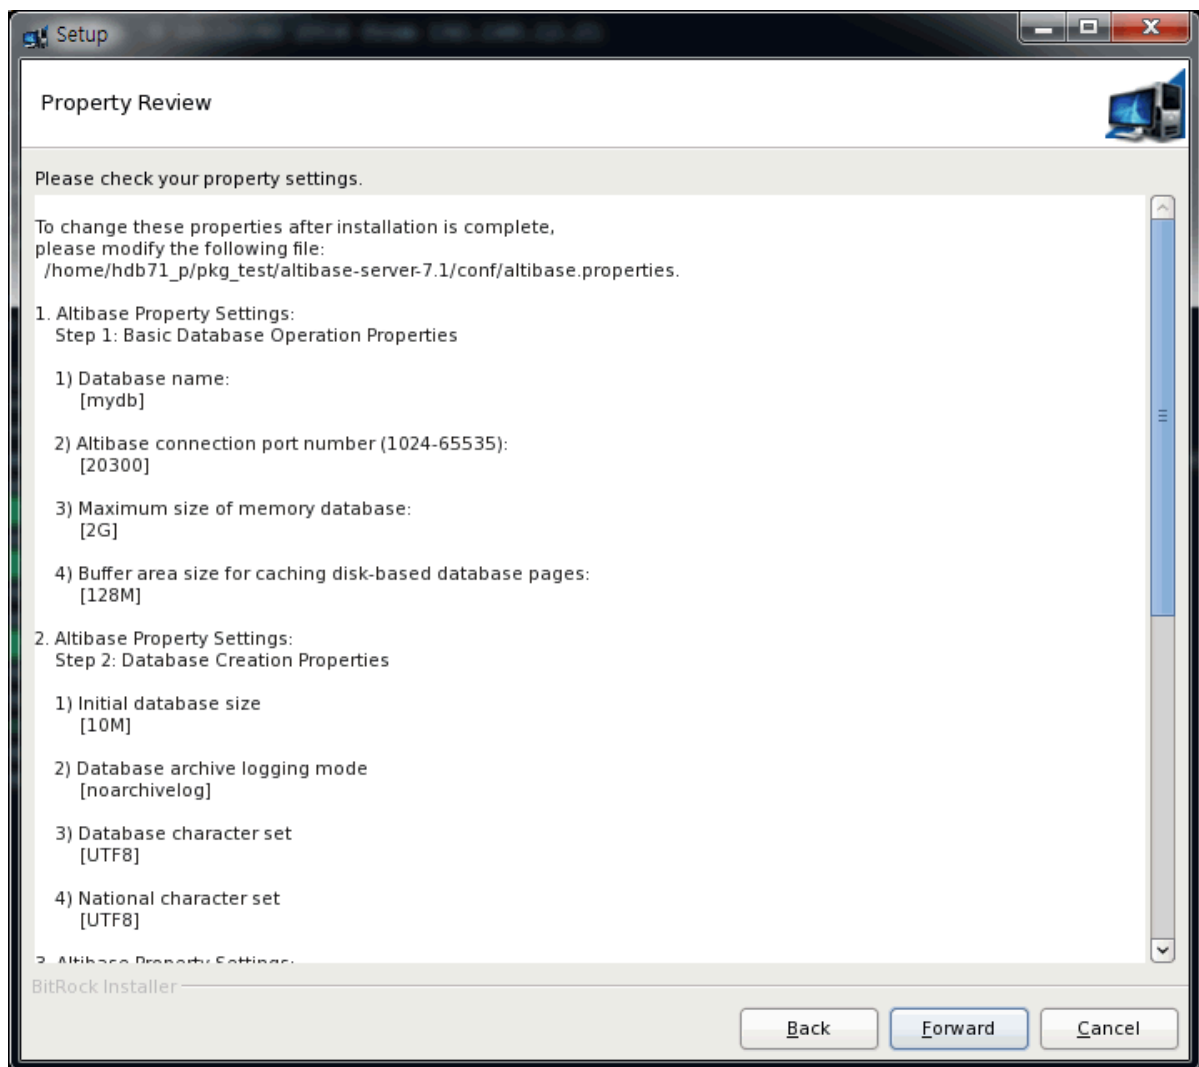 Setup
Property Review
Please check your property settings.
To change these properties after installation is complete,
please modify the following file:
/home/hdb71_p/pkg_test/altibase-server-7.1/conf/altibase.properties.
1. Altibase Property Settings:
Step 1: Basic Database Operation Properties
1) Database name:
[mydb]
2) Altibase connection port number (1024-65535):
[20300]
3) Maximum size of memory database:
[2G]
4) Buffer area size for caching disk-based database pages:
[128M]
2. Altibase Property Settings:
Step 2: Database Creation Properties
1) Initial database size
[10M]
2) Database archive logging mode
[noarchivelog]
3) Database character set
[UTF8]
4) National character set
[UTF8]
3. Altibase Property Settings:
BitRock Installer
Back
Forward
Cancel